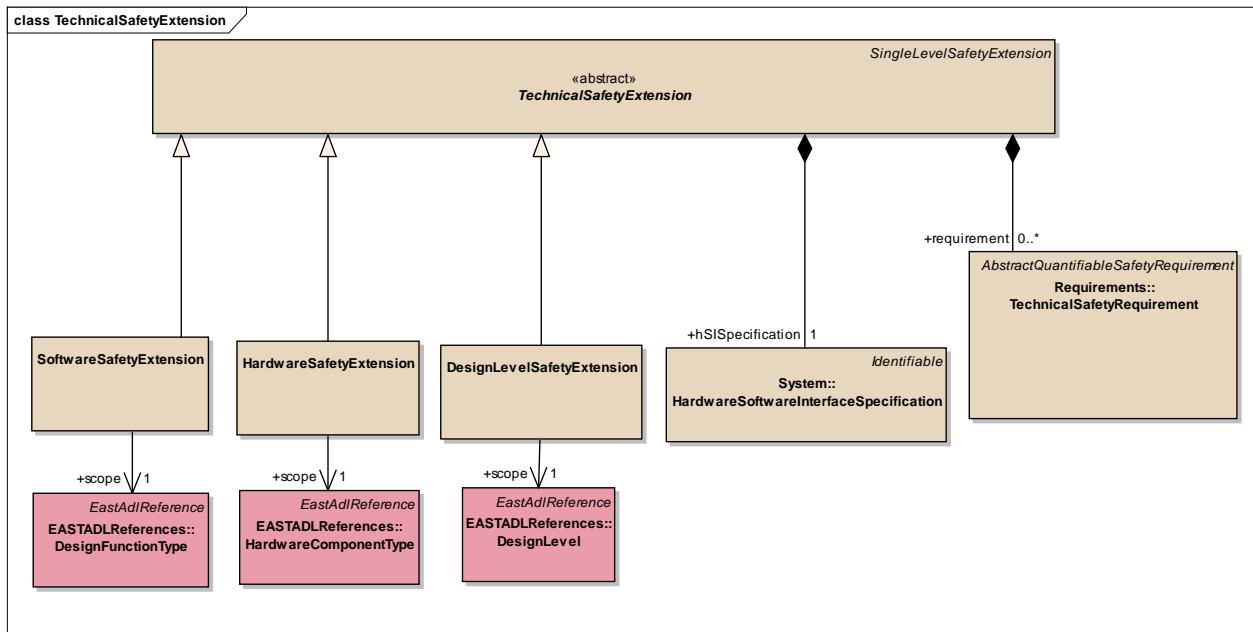 class TechnicalSafetyExtension
SingleLevelSafetyExtension
«abstract»
TechnicalSafetyExtension
+requirement 0..*
AbstractQuantifiableSafetyRequirement
Requirements::
TechnicalSafetyRequirement
+hSISpecification 1
SoftwareSafetyExtension
HardwareSafetyExtension
DesignLevelSafetyExtension
Identifiable
System::
HardwareSoftwareInterfaceSpecification
+scope 1
+scope 1
+scope 1
EastAdlReference
EASTADLReferences::
DesignFunctionType
EastAdlReference
EASTADLReferences::
HardwareComponentType
EastAdlReference
EASTADLReferences::
DesignLevel